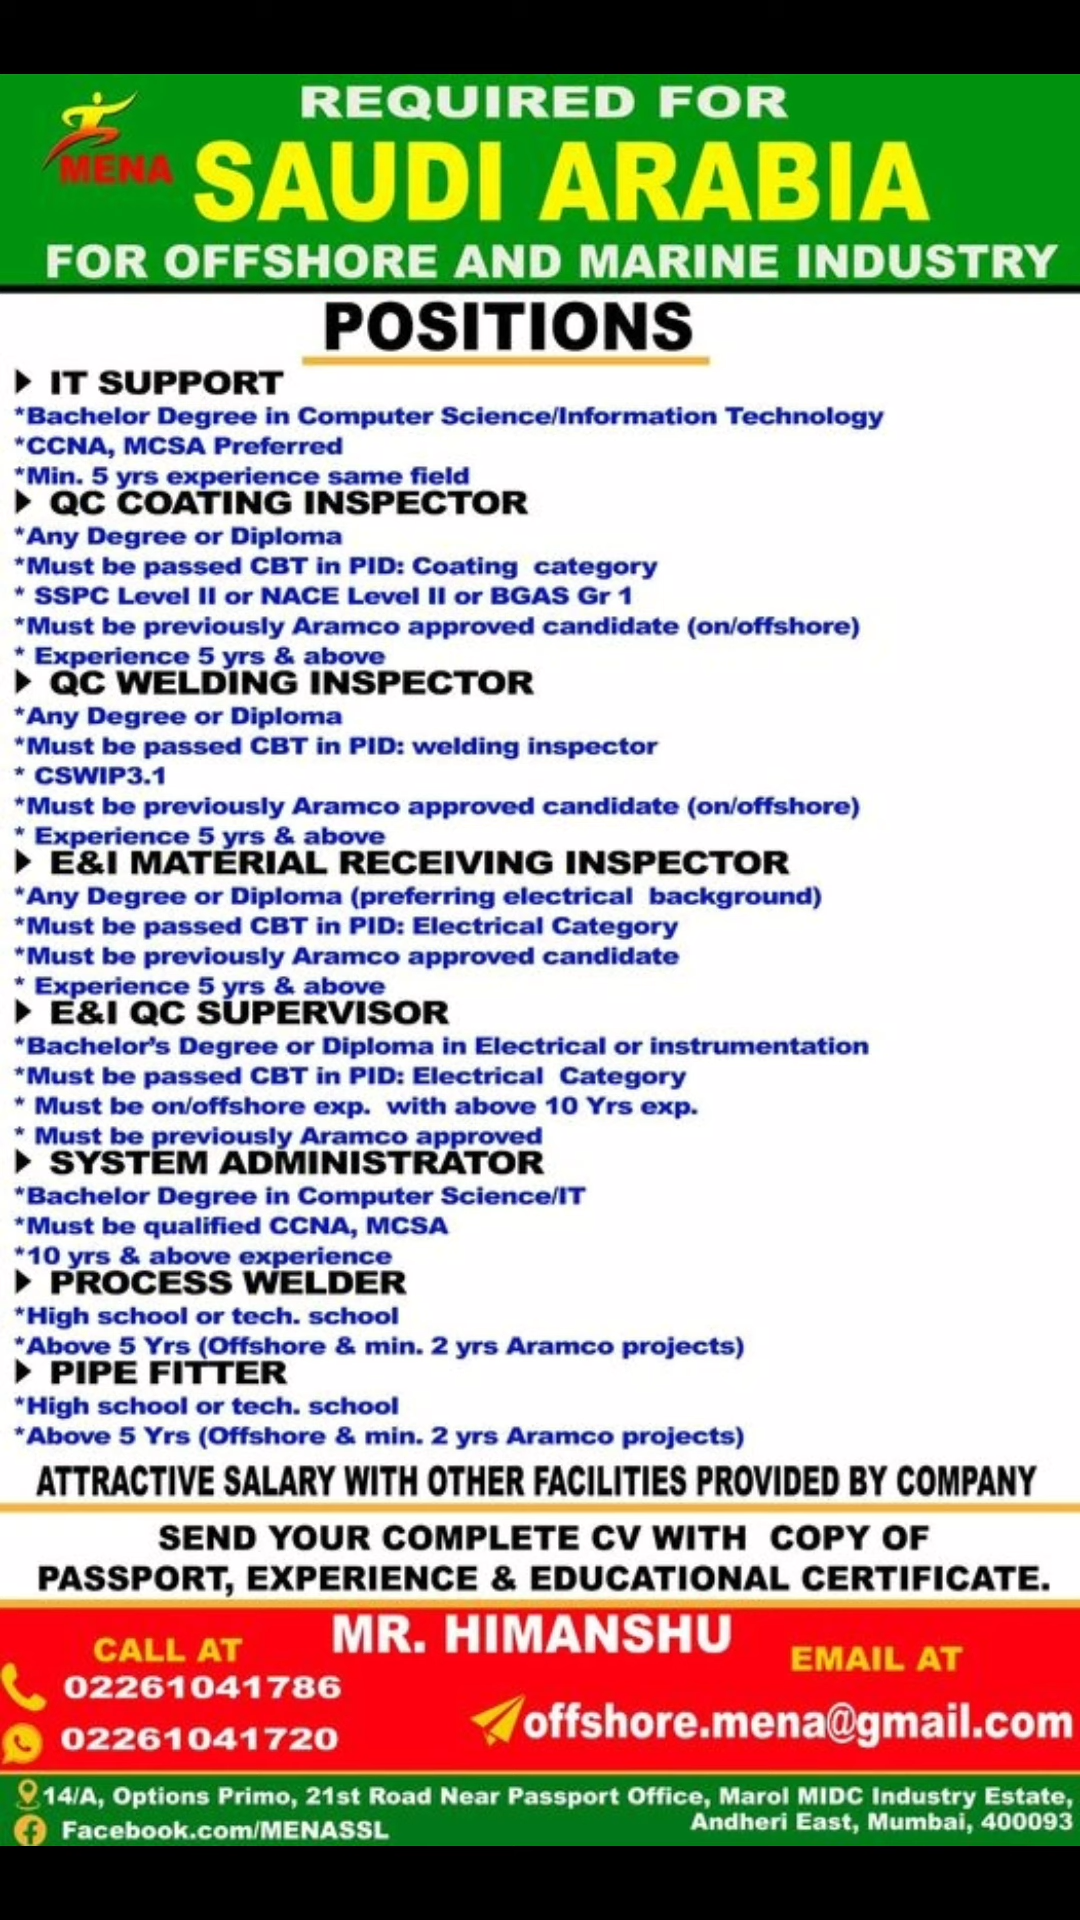 MENA
REQUIRED FOR
SAUDI ARABIA
FOR OFFSHORE AND MARINE INDUSTRY
POSITIONS
IT SUPPORT
*Bachelor Degree in Computer Science/Information Technology
*CCNA, MCSA Preferred
*Min. 5 yrs experience same field
QC COATING INSPECTOR
*Any Degree or Diploma
*Must be passed CBT in PID: Coating category
* SSPC Level II or NACE Level II or BGAS Gr 1
*Must be previously Aramco approved candidate (on/offshore)
* Experience 5 yrs & above
QC WELDING INSPECTOR
*Any Degree or Diploma
*Must be passed CBT in PID: welding inspector
* CSWIP3.1
*Must be previously Aramco approved candidate (on/offshore)
* Experience 5 yrs & above
E&I MATERIAL RECEIVING INSPECTOR
*Any Degree or Diploma (preferring electrical background)
*Must be passed CBT in PID: Electrical Category
*Must be previously Aramco approved candidate
* Experience 5 yrs & above
E&I QC SUPERVISOR
*Bachelor's Degree or Diploma in Electrical or instrumentation
*Must be passed CBT in PID: Electrical Category
* Must be on/offshore exp. with above 10 Yrs exp.
* Must be previously Aramco approved
SYSTEM ADMINISTRATOR
*Bachelor Degree in Computer Science/IT
*Must be qualified CCNA, MCSA
*10 yrs & above experience
PROCESS WELDER
*High school or tech. school
*Above 5 Yrs (Offshore & min. 2 yrs Aramco projects)
PIPE FITTER
*High school or tech. school
*Above 5 Yrs (Offshore & min. 2 yrs Aramco projects)
ATTRACTIVE SALARY WITH OTHER FACILITIES PROVIDED BY COMPANY
SEND YOUR COMPLETE CV WITH COPY OF
PASSPORT, EXPERIENCE & EDUCATIONAL CERTIFICATE.
MR. HIMANSHU
CALL AT
02261041786
02261041720
EMAIL AT
offshore.mena@gmail.com
14/A, Options Primo, 21st Road Near Passport Office, Marol MIDC Industry Estate,
Andheri East, Mumbai, 400093
Facebook.com/MENASSL